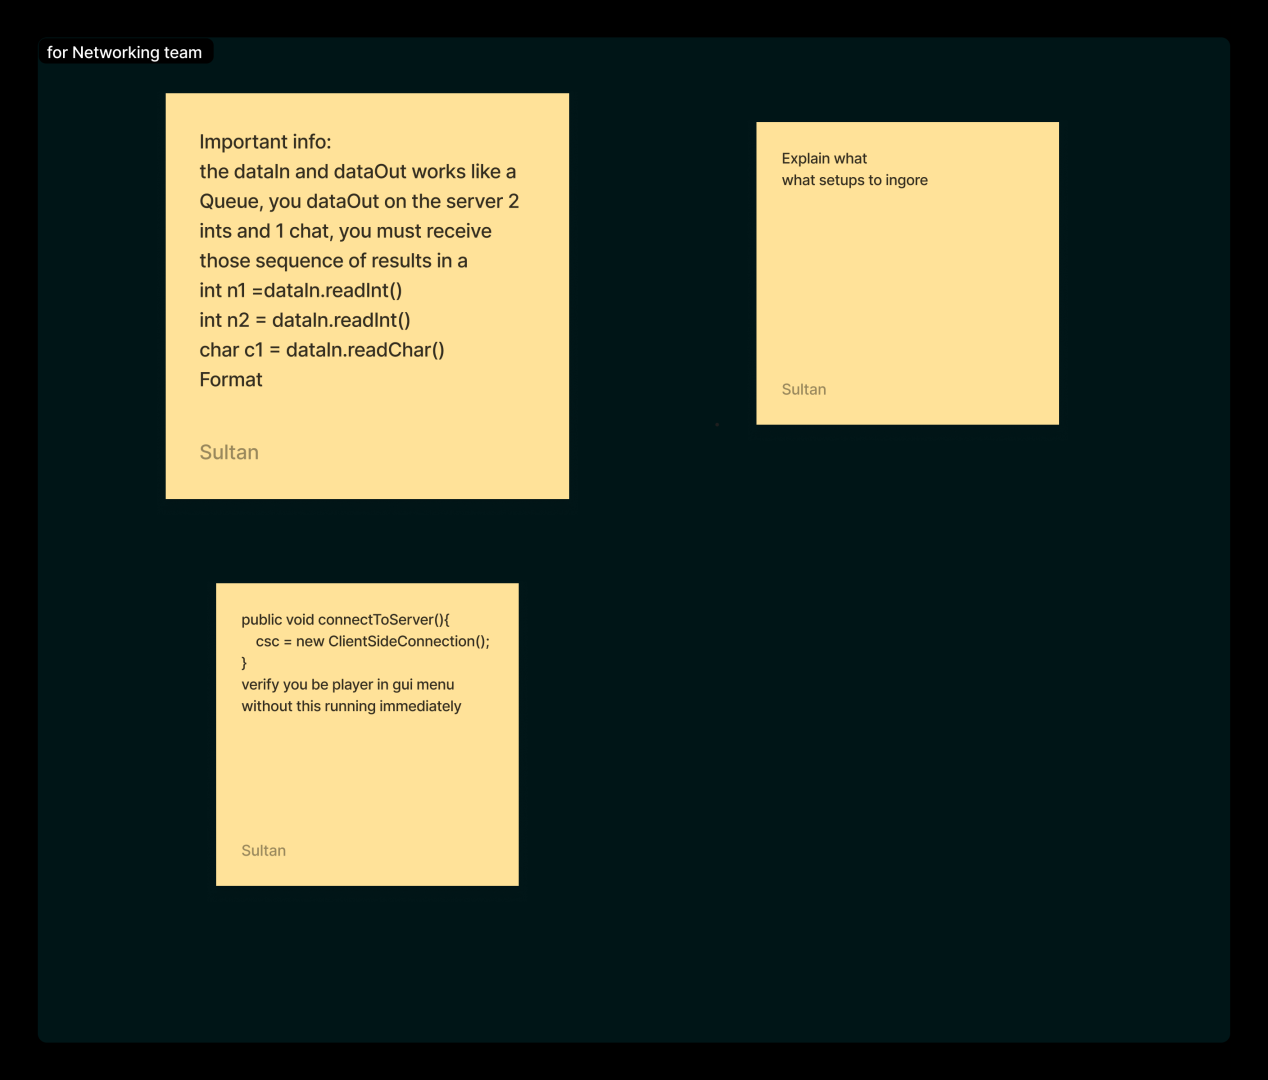 for Networking team
Important info:
the dataIn and dataOut works like a
Queue, you dataOut on the server 2
ints and 1 chat, you must receive
those sequence of results in a
int n1 =dataIn.readInt()
int n2 = dataIn.readInt()
char c1 = dataIn.readChar()
Format
Sultan
Explain what
what setups to ingore
Sultan
public void connectToServer(){
csc = new ClientSideConnection();
}
verify you be player in gui menu
without this running immediately
Sultan